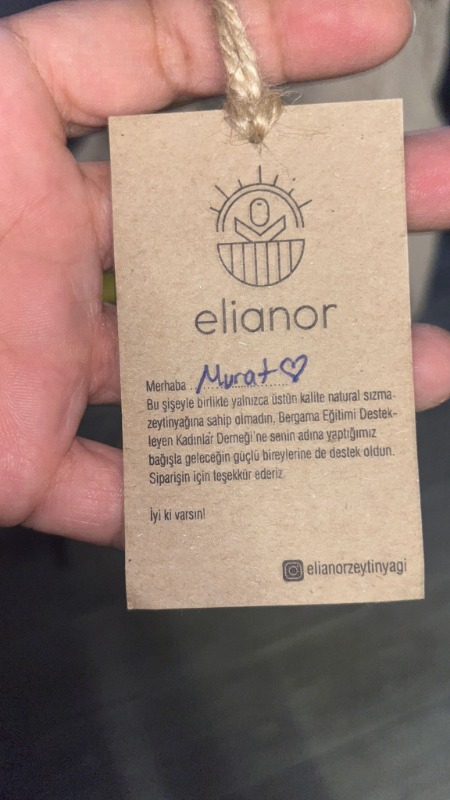 elianor
Merhaba Murat♡
Bu şişeyle birlikte yalnızca üstün kalite natural sızma-
zeytinyağına sahip olmadın. Bergama Eğitimi Destek-
leyen Kadınlar Derneği'ne senin adına yaptığımız
bağışla geleceğin güçlü bireylerine de destek oldun.
Siparişin için teşekkür ederiz.
İyi ki varsın!
elianorzeytinyagi